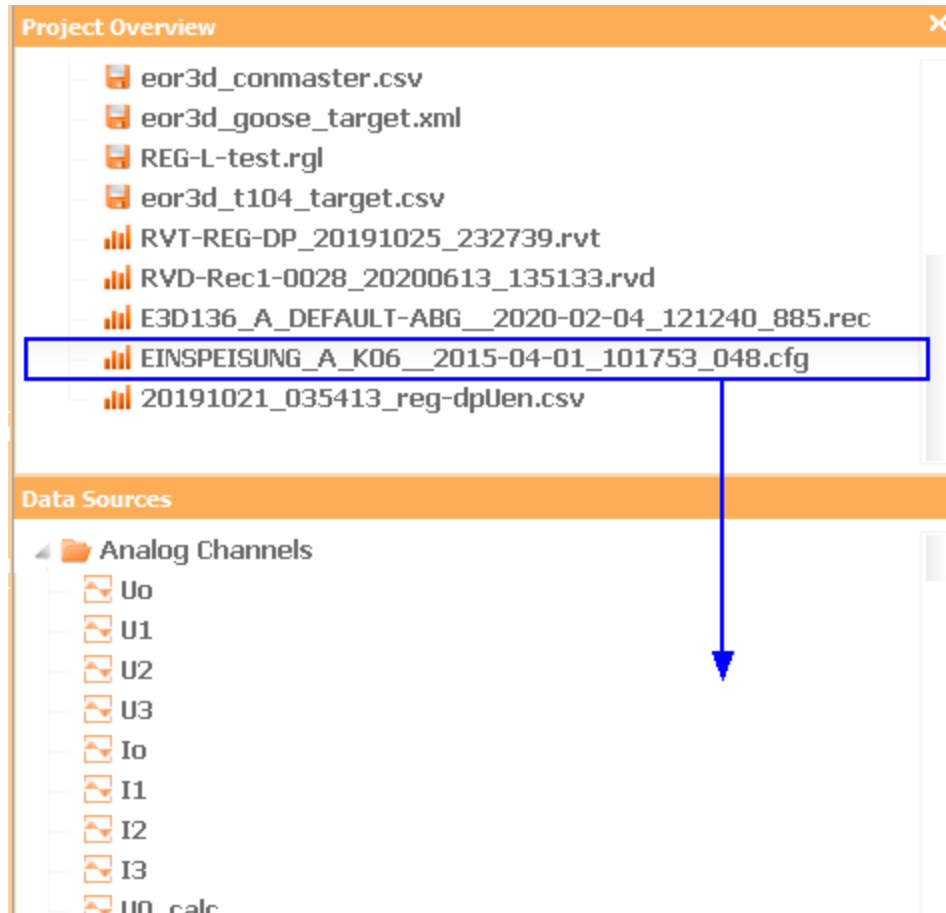 Project Overview
eor3d_conmaster.csv
eor3d_goose_target.xml
REG-L-test.rgl
eor3d_t104_target.csv
RVT-REG-DP_20191025_232739.rvt
RVD-Rec1-0028_20200613_135133.rvd
E3D136_A_DEFAULT-ABG__2020-02-04_121240_885.rec
EINSPEISUNG_A_K06__2015-04-01_101753_048.cfg
20191021_035413_reg-dpUen.csv
Data Sources
Analog Channels
Uo
U1
U2
U3
Io
I1
I2
I3
U0_calc